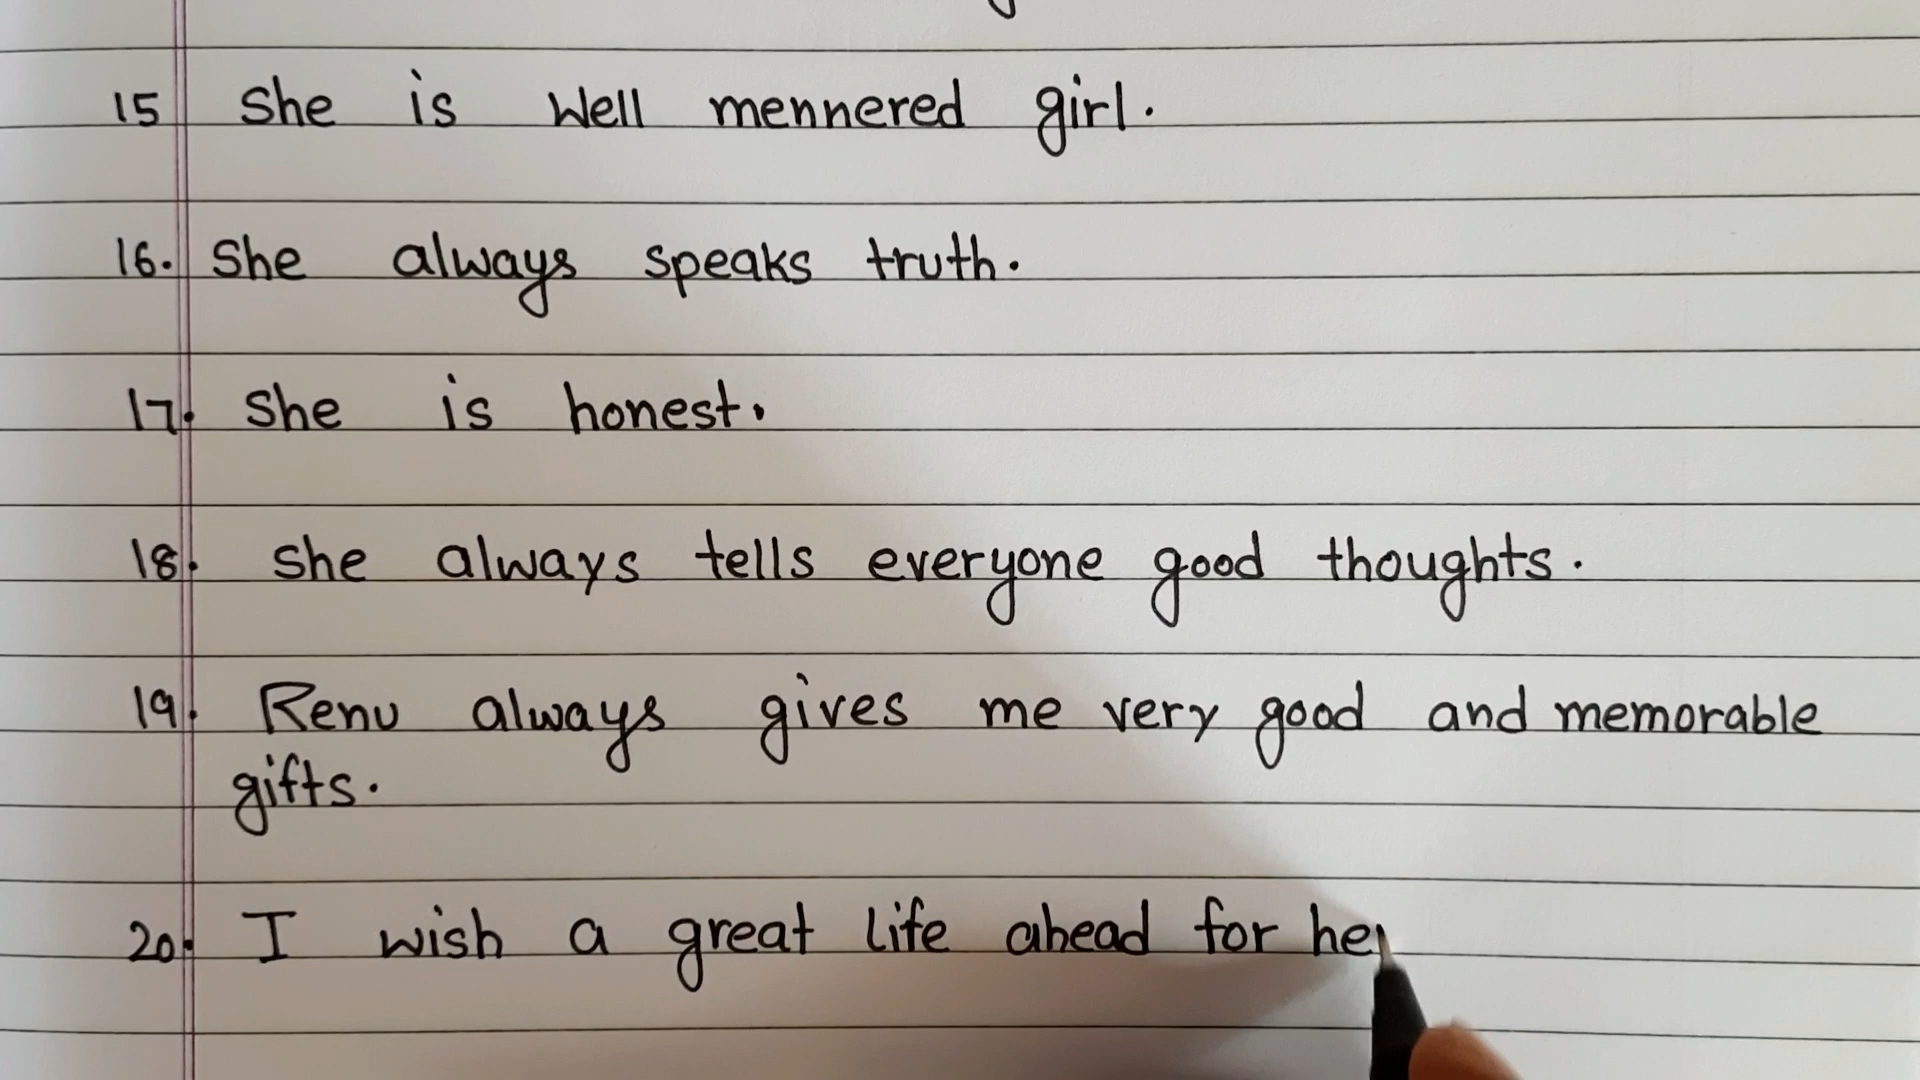 15 She is Well mennered girl.
16. She always speaks truth.
17. She is honest.
18. She always tells everyone good thoughts.
19. Renu always gives me very good and memorable
gifts.
20. I wish a great life ahead for her